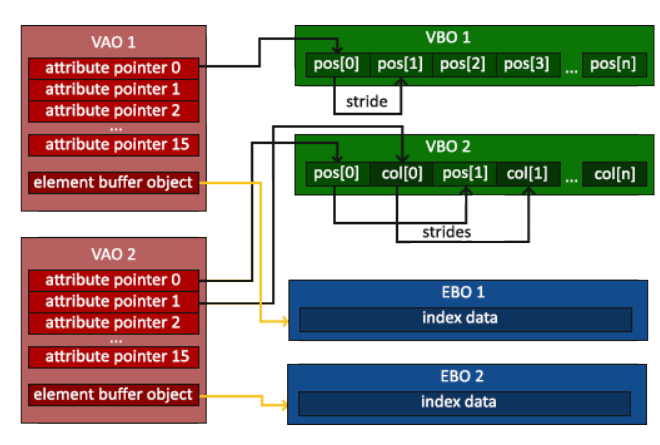 VAO 1
attribute pointer 0
attribute pointer 1
attribute pointer 2
...
attribute pointer 15
element buffer object
VBO 1
pos[0] pos[1] pos[2] pos[3] ... pos[n]
stride
VBO 2
pos[0] col[0] pos[1] col[1] ... col[n]
strides
VAO 2
attribute pointer 0
attribute pointer 1
attribute pointer 2
...
attribute pointer 15
element buffer object
EBO 1
index data
EBO 2
index data